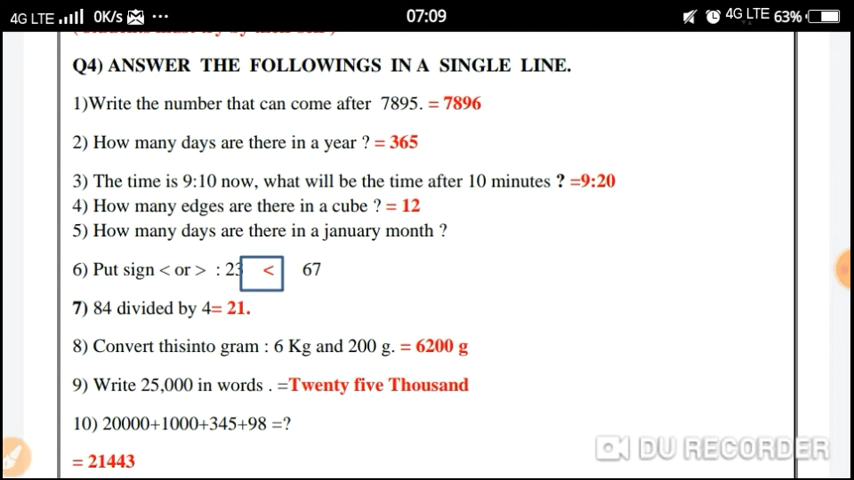 4G LTE 0K/s ... 07:09 4G LTE 63%
Q4) ANSWER THE FOLLOWINGS IN A SINGLE LINE.
1)Write the number that can come after 7895. = 7896
2) How many days are there in a year ? = 365
3) The time is 9:10 now, what will be the time after 10 minutes ? =9:20
4) How many edges are there in a cube ? = 12
5) How many days are there in a january month ?
6) Put sign < or > : 23 < 67
7) 84 divided by 4= 21.
8) Convert thisinto gram : 6 Kg and 200 g. = 6200 g
9) Write 25,000 in words . =Twenty five Thousand
10) 20000+1000+345+98 =?
= 21443
DU RECORDER